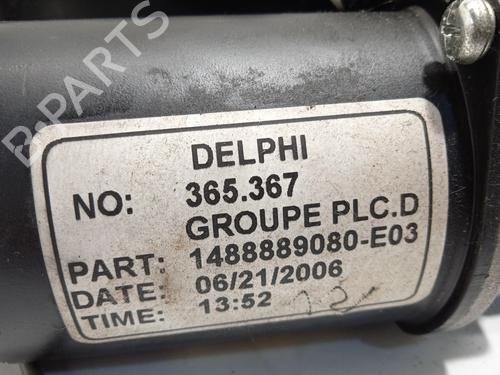 DELPHI
NO: 365.367
GROUPE PLC.D
PART: 1488889080-E03
DATE: 06/21/2006
TIME: 13:52
B-PARTS